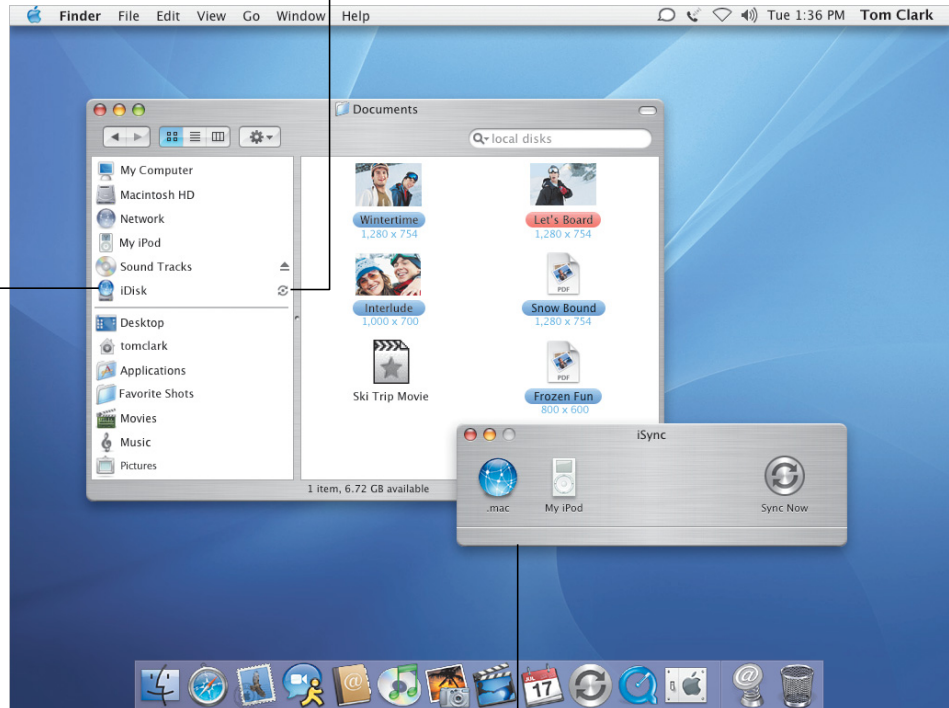 Finder File Edit View Go Window Help Tue 1:36 PM Tom Clark
Documents
local disks
My Computer
Macintosh HD
Network
My iPod
Sound Tracks
iDisk
Desktop
tomclark
Applications
Favorite Shots
Movies
Music
Pictures
Wintertime
1,280 x 754
Let's Board
1,280 x 754
Interlude
1,000 x 700
PDF
Snow Bound
1,280 x 754
Ski Trip Movie
PDF
Frozen Fun
800 x 600
1 item, 6.72 GB available
iSync
.mac
My iPod
Sync Now
@
JUL
17
@